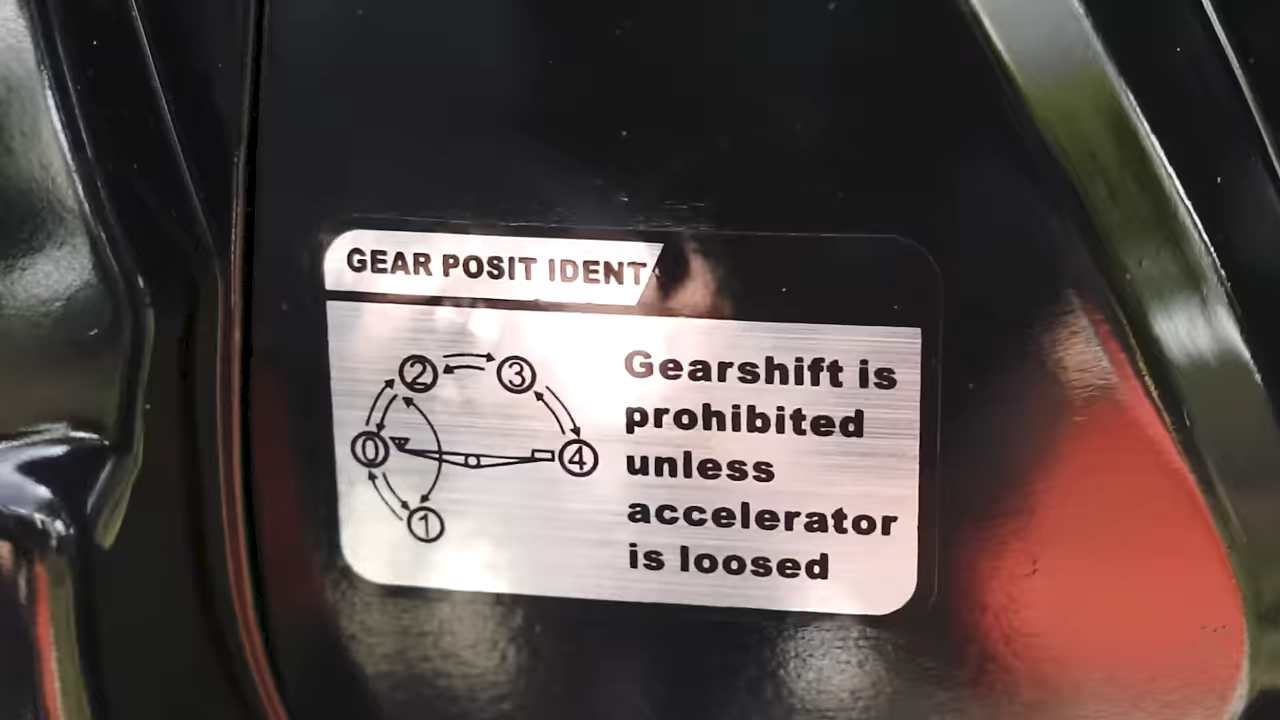 GEAR POSIT IDENT
2 3
0 4
1
Gearshift is
prohibited
unless
accelerator
is loosed